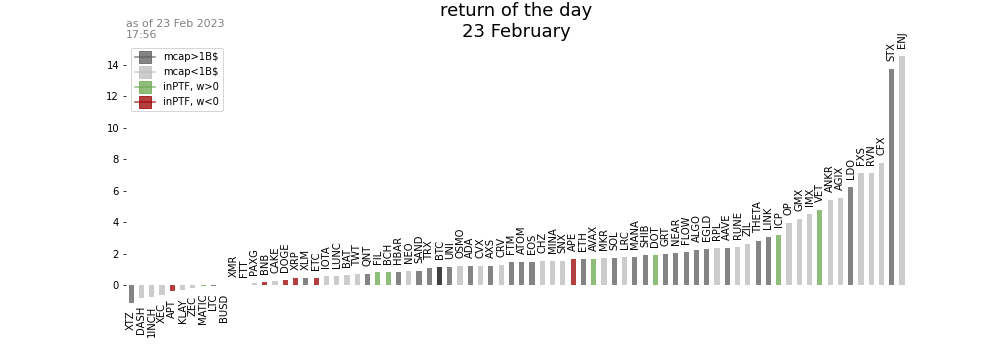 return of the day
23 February
as of 23 Feb 2023
17:56
mcap>1B$
mcap<1B$
inPTF, w>0
inPTF, w<0
14
12
10
8
6
4
2
0
XTZ
DASH
1INCH
XEC
APT
KLAY
ZEC
MATIC
LTC
BUSD
XMR
FTT
PAXG
BNB
CAKE
DOGE
XRP
XLM
ETC
IOTA
LUNC
BAT
TWT
QNT
FIL
BCH
HBAR
NEO
SAND
TRX
BTC
UNI
OSMO
ADA
CVX
AXS
CRV
FTM
ATOM
EOS
CHZ
MINA
SNX
APE
ETH
AVAX
MKR
SOL
LRC
MANA
SHIB
DOT
GRT
NEAR
FLOW
ALGO
EGLD
RPL
AAVE
RUNE
ZIL
THETA
LINK
ICP
OP
GMX
IMX
VET
ANKR
AGIX
LDO
FXS
RVN
CFX
STX
ENJ